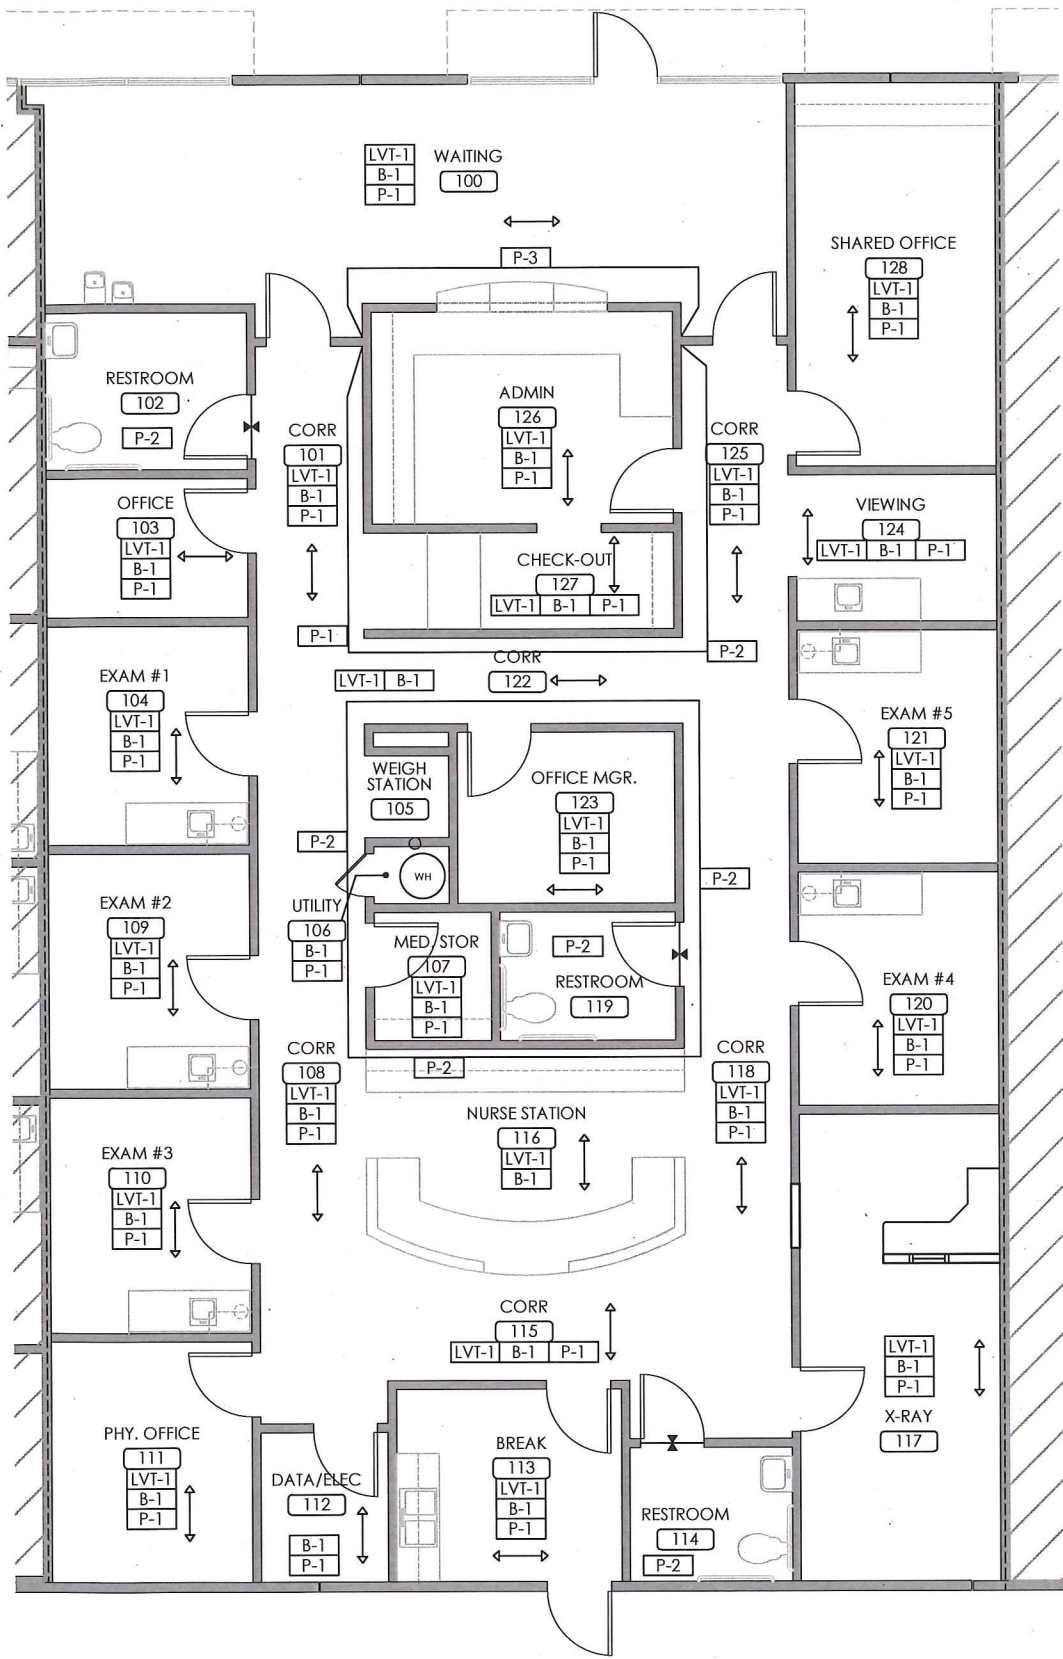 LVT-1
B-1
P-1
WAITING
100
P-3
SHARED OFFICE
128
LVT-1
B-1
P-1
RESTROOM
102
P-2
CORR
101
LVT-1
B-1
P-1
ADMIN
126
LVT-1
B-1
P-1
CORR
125
LVT-1
B-1
P-1
OFFICE
103
LVT-1
B-1
P-1
VIEWING
124
LVT-1 B-1 P-1
CHECK-OUT
127
LVT-1 B-1 P-1
P-1
P-2
CORR
122
LVT-1 B-1
EXAM #1
104
LVT-1
B-1
P-1
EXAM #5
121
LVT-1
B-1
P-1
WEIGH
STATION
105
OFFICE MGR.
123
LVT-1
B-1
P-1
P-2
WH
P-2
UTILITY
106
B-1
P-1
EXAM #2
109
LVT-1
B-1
P-1
MED. STOR
107
LVT-1
B-1
P-1
P-2
RESTROOM
119
EXAM #4
120
LVT-1
B-1
P-1
CORR
108
LVT-1
B-1
P-1
P-2
CORR
118
LVT-1
B-1
P-1
NURSE STATION
116
LVT-1
B-1
EXAM #3
110
LVT-1
B-1
P-1
CORR
115
LVT-1 B-1 P-1
LVT-1
B-1
P-1
X-RAY
117
PHY. OFFICE
111
LVT-1
B-1
P-1
DATA/ELEC
112
B-1
P-1
BREAK
113
LVT-1
B-1
P-1
RESTROOM
114
P-2